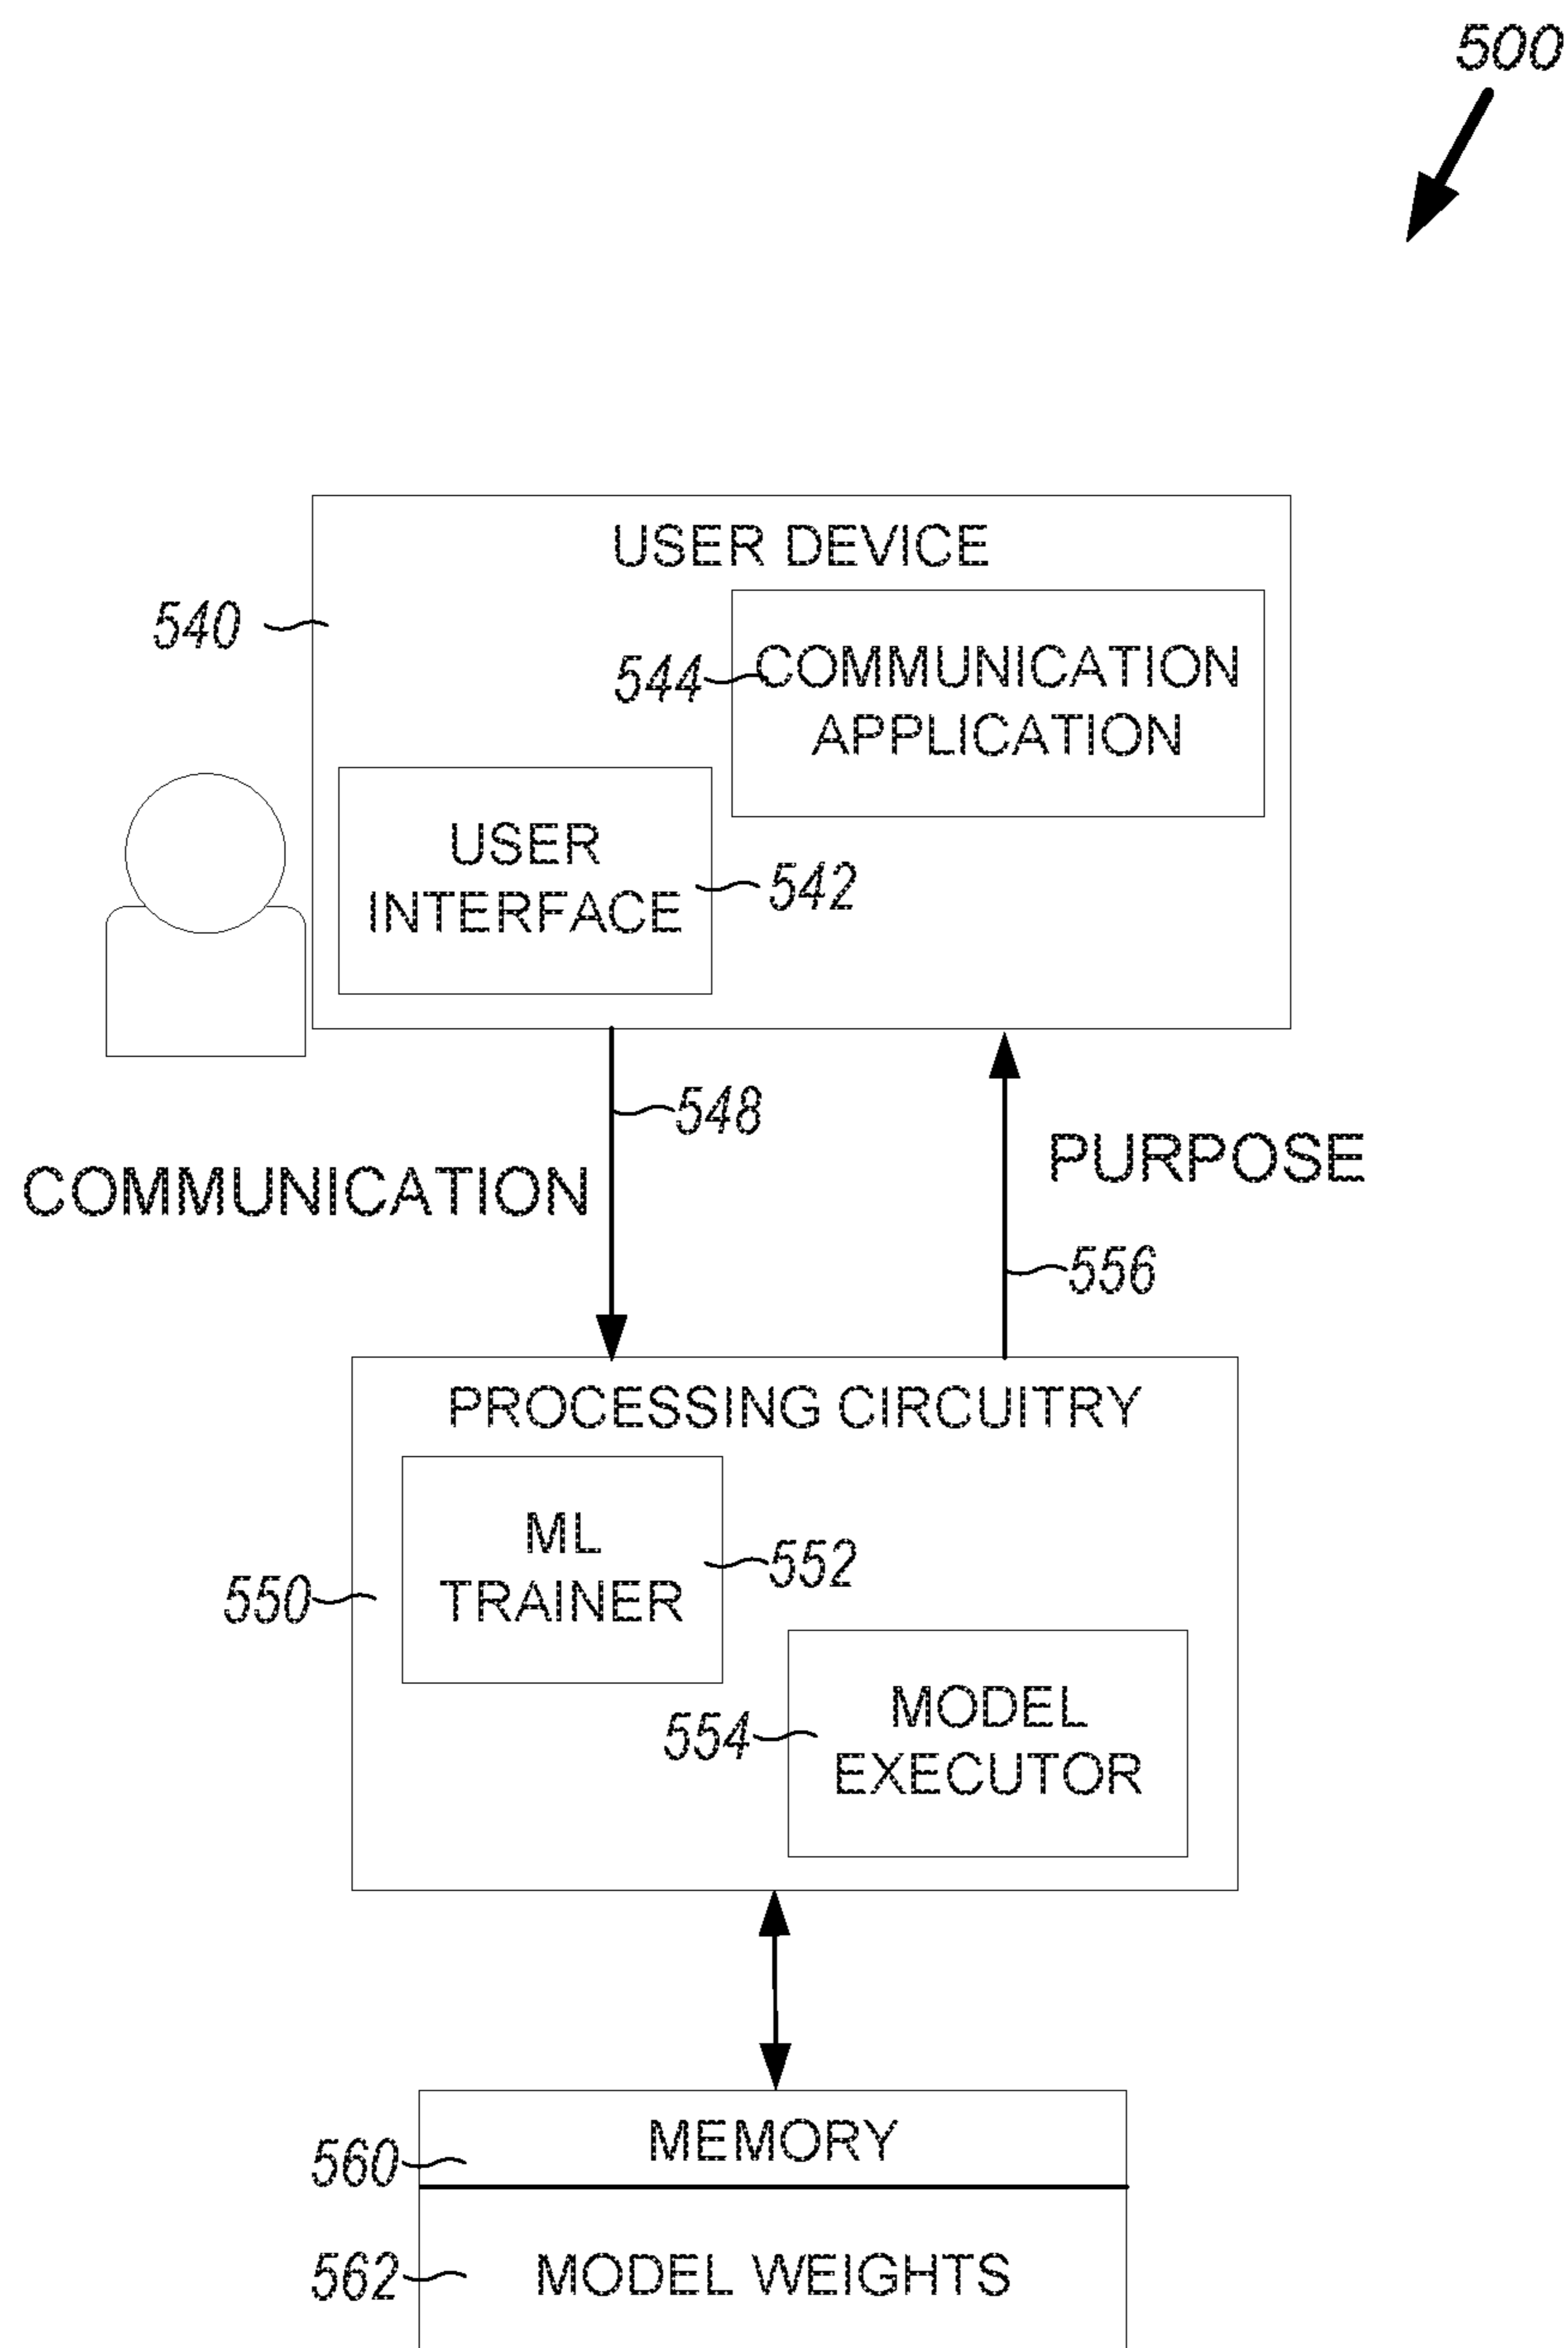 500
USER DEVICE
540
544
COMMUNICATION
APPLICATION
USER
INTERFACE
542
548
COMMUNICATION
PURPOSE
556
PROCESSING CIRCUITRY
ML
TRAINER
552
550
554
MODEL
EXECUTOR
MEMORY
560
562
MODEL WEIGHTS